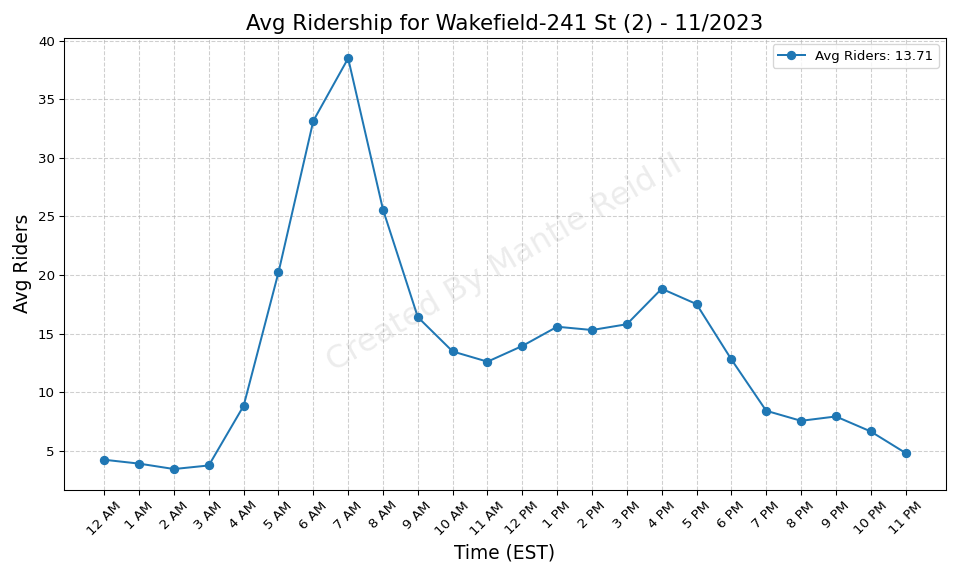 Avg Ridership for Wakefield-241 St (2) - 11/2023
Avg Riders: 13.71
Avg Riders
40
35
30
25
20
15
10
5
Created By Mantie Reid II
12 AM
1 AM
2 AM
3 AM
4 AM
5 AM
6 AM
7 AM
8 AM
9 AM
10 AM
11 AM
12 PM
1 PM
2 PM
3 PM
4 PM
5 PM
6 PM
7 PM
8 PM
9 PM
10 PM
11 PM
Time (EST)